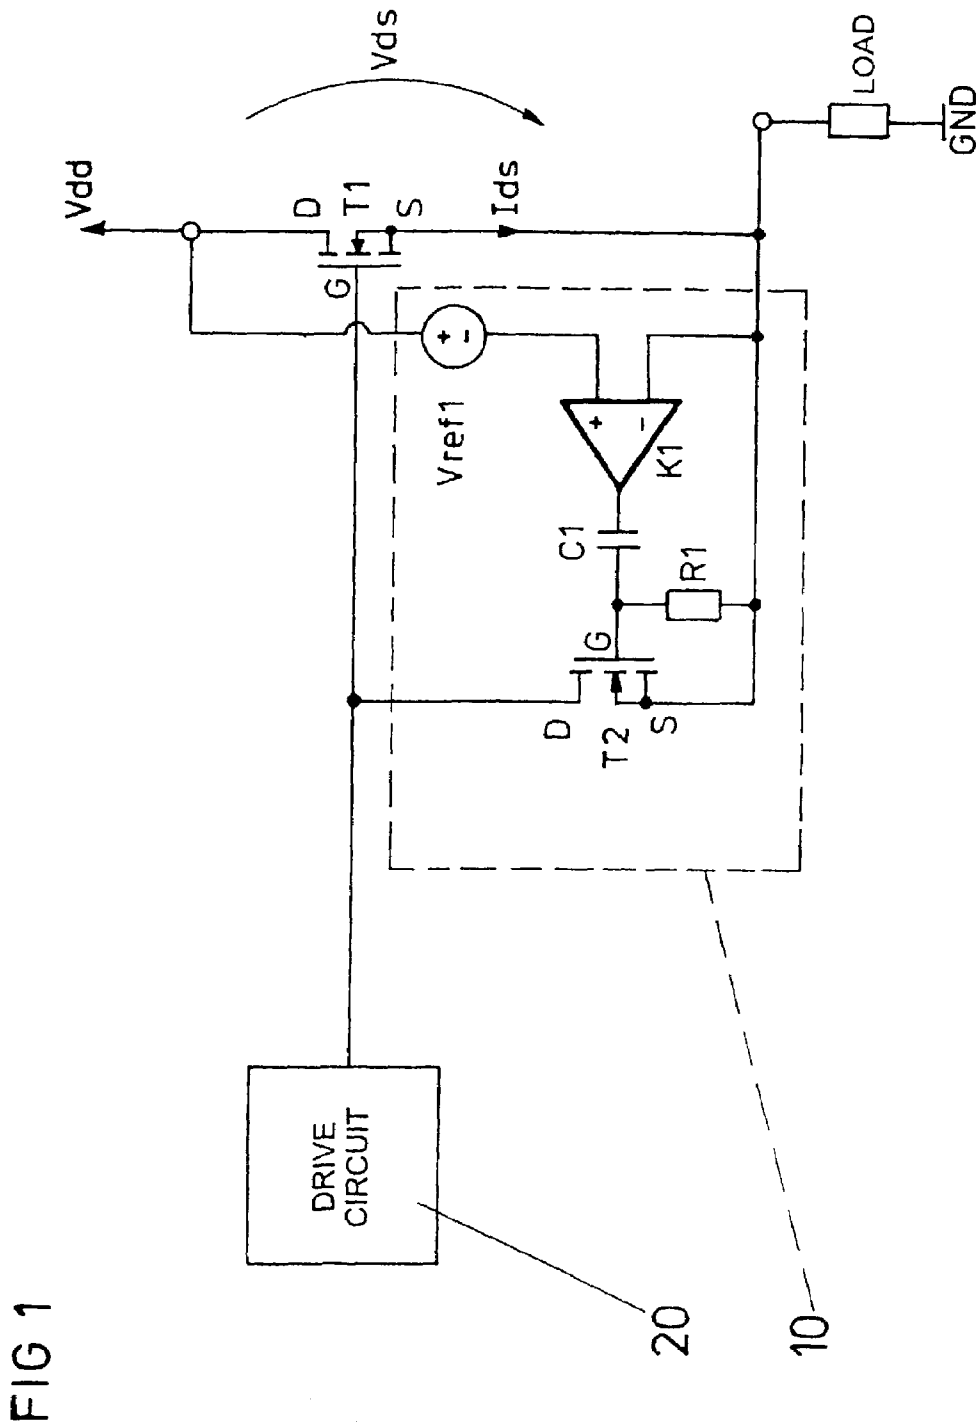 FIG 1
Vdd
Vds
D
T1
G
S
Ids
+
-
Vref1
+
-
K1
C1
R1
G
D
T2
S
LOAD
GND
DRIVE
CIRCUIT
20
10